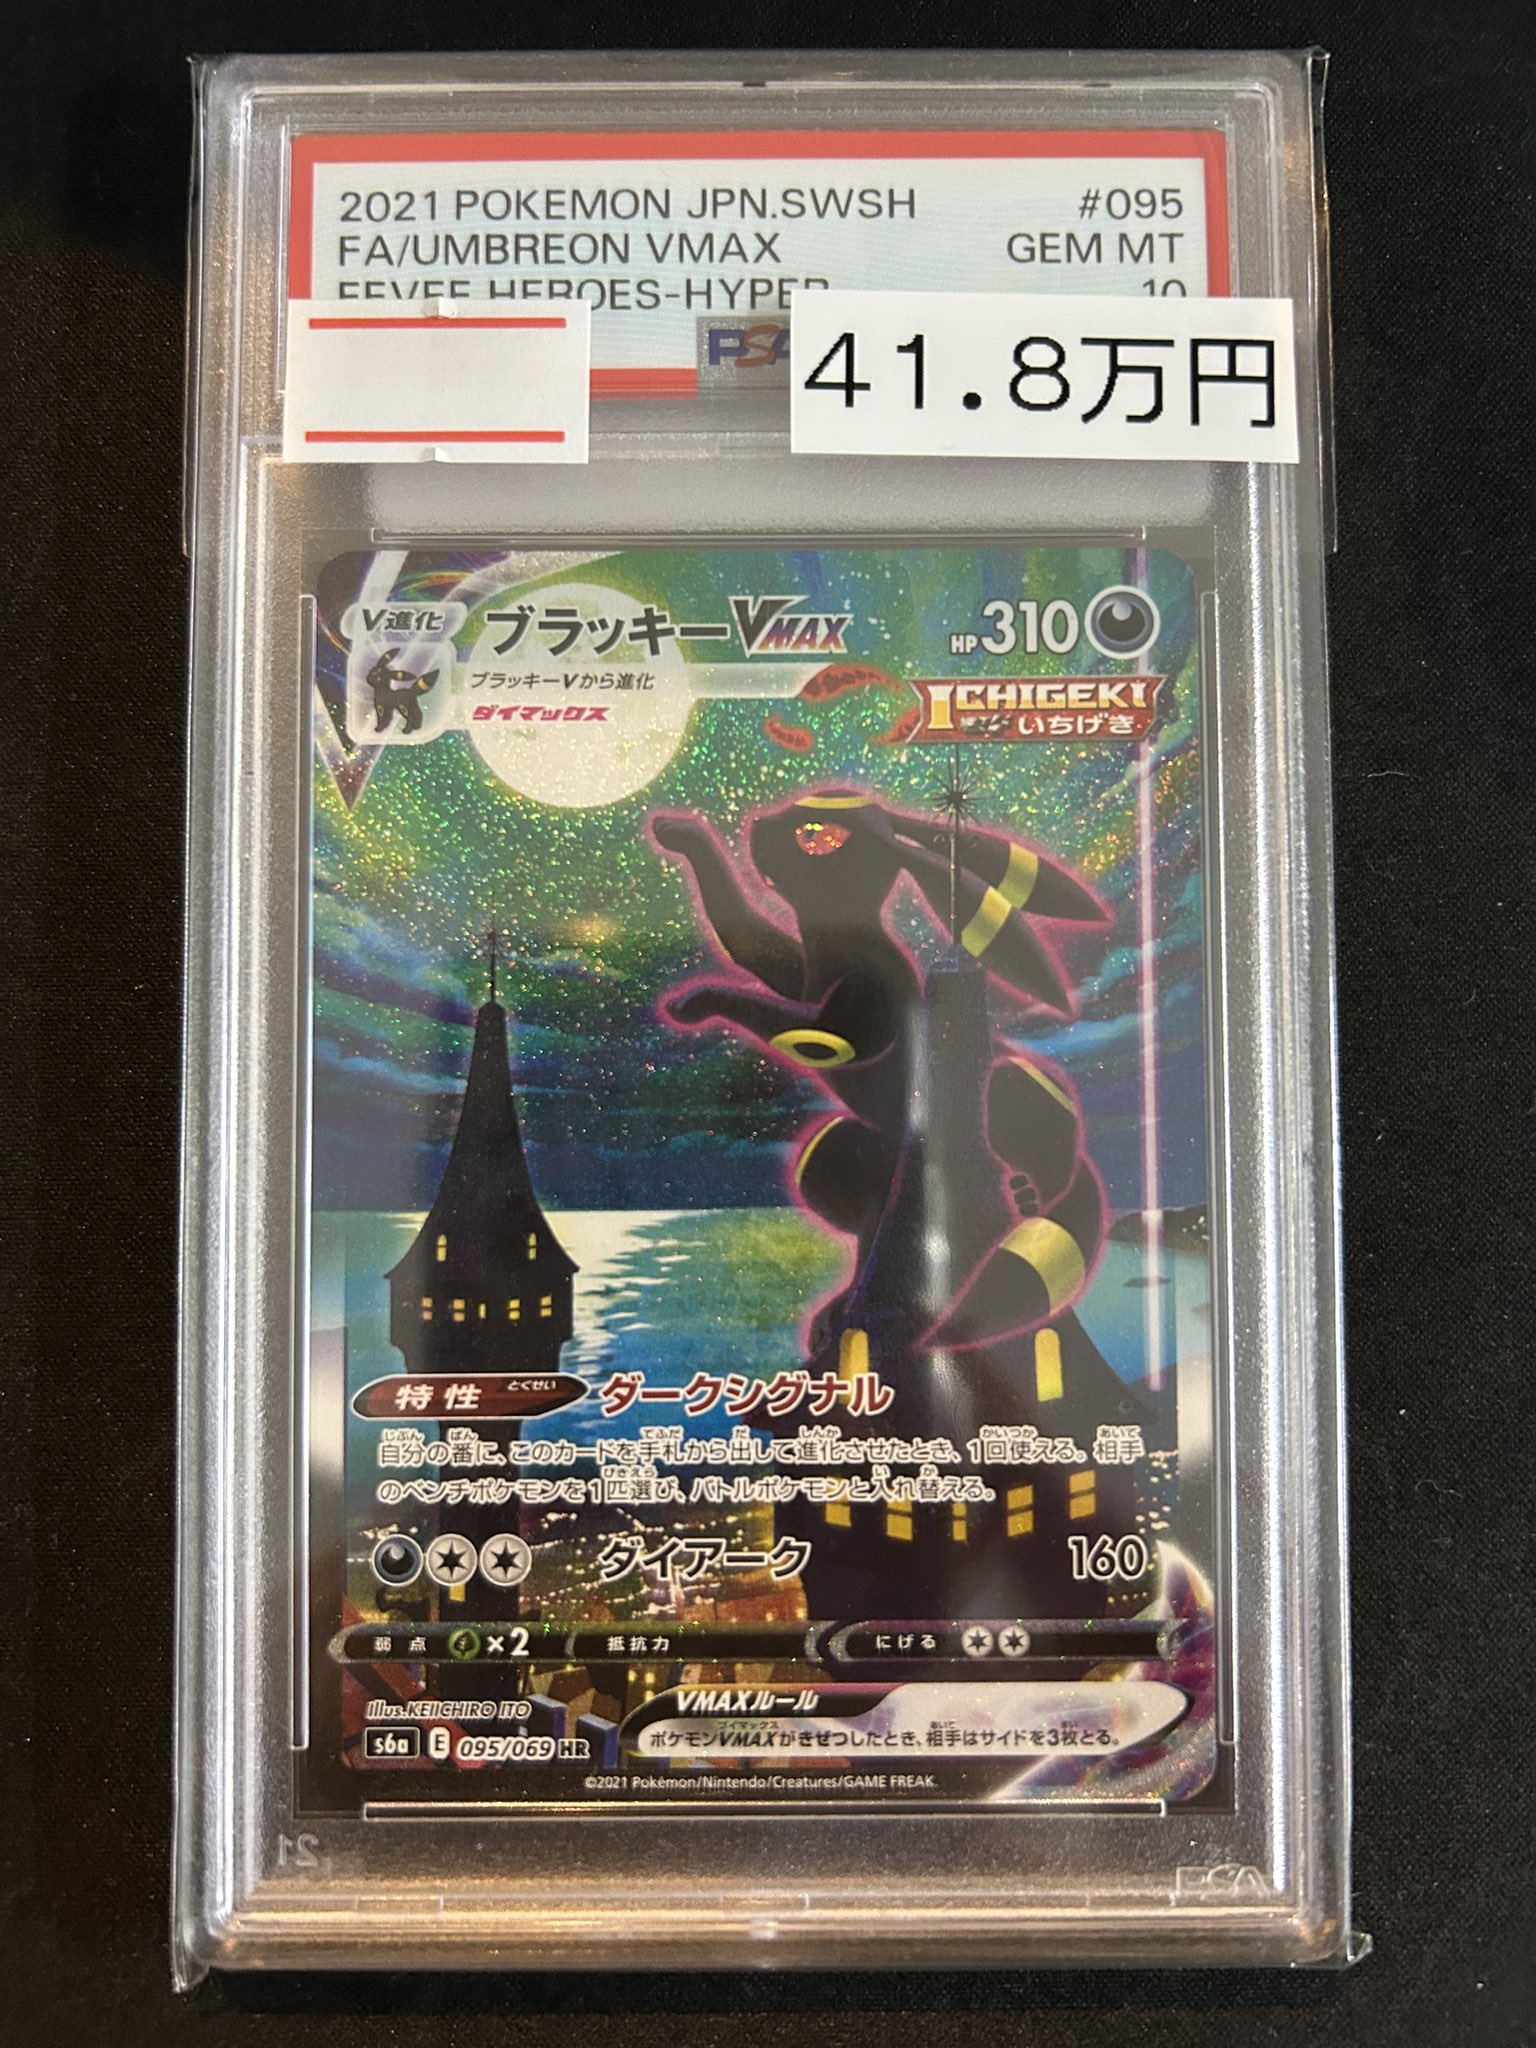 2021 POKEMON JPN.SWSH #095
FA/UMBREON VMAX GEM MT
EEVEE HEROES-HYPER 10
PSA
41.8万円
V進化
ブラッキーVMAX
HP310
ブラッキーVから進化
ダイマックス
ICHIGEKI
いちげき
特性 とくせい ダークシグナル
自分の番に、このカードを手札から出して進化させたとき、1回使える。相手
のベンチポケモンを1匹選び、バトルポケモンと入れ替える。
ダイアーク 160
弱点 ×2 抵抗力 にげる
Illus.KEIICHIRO ITO
VMAXルール
ポケモンVMAXがきぜつしたとき、相手はサイドを3枚とる。
s6a E 095/069 HR
©2021 Pokémon/Nintendo/Creatures/GAME FREAK.
21
PSA